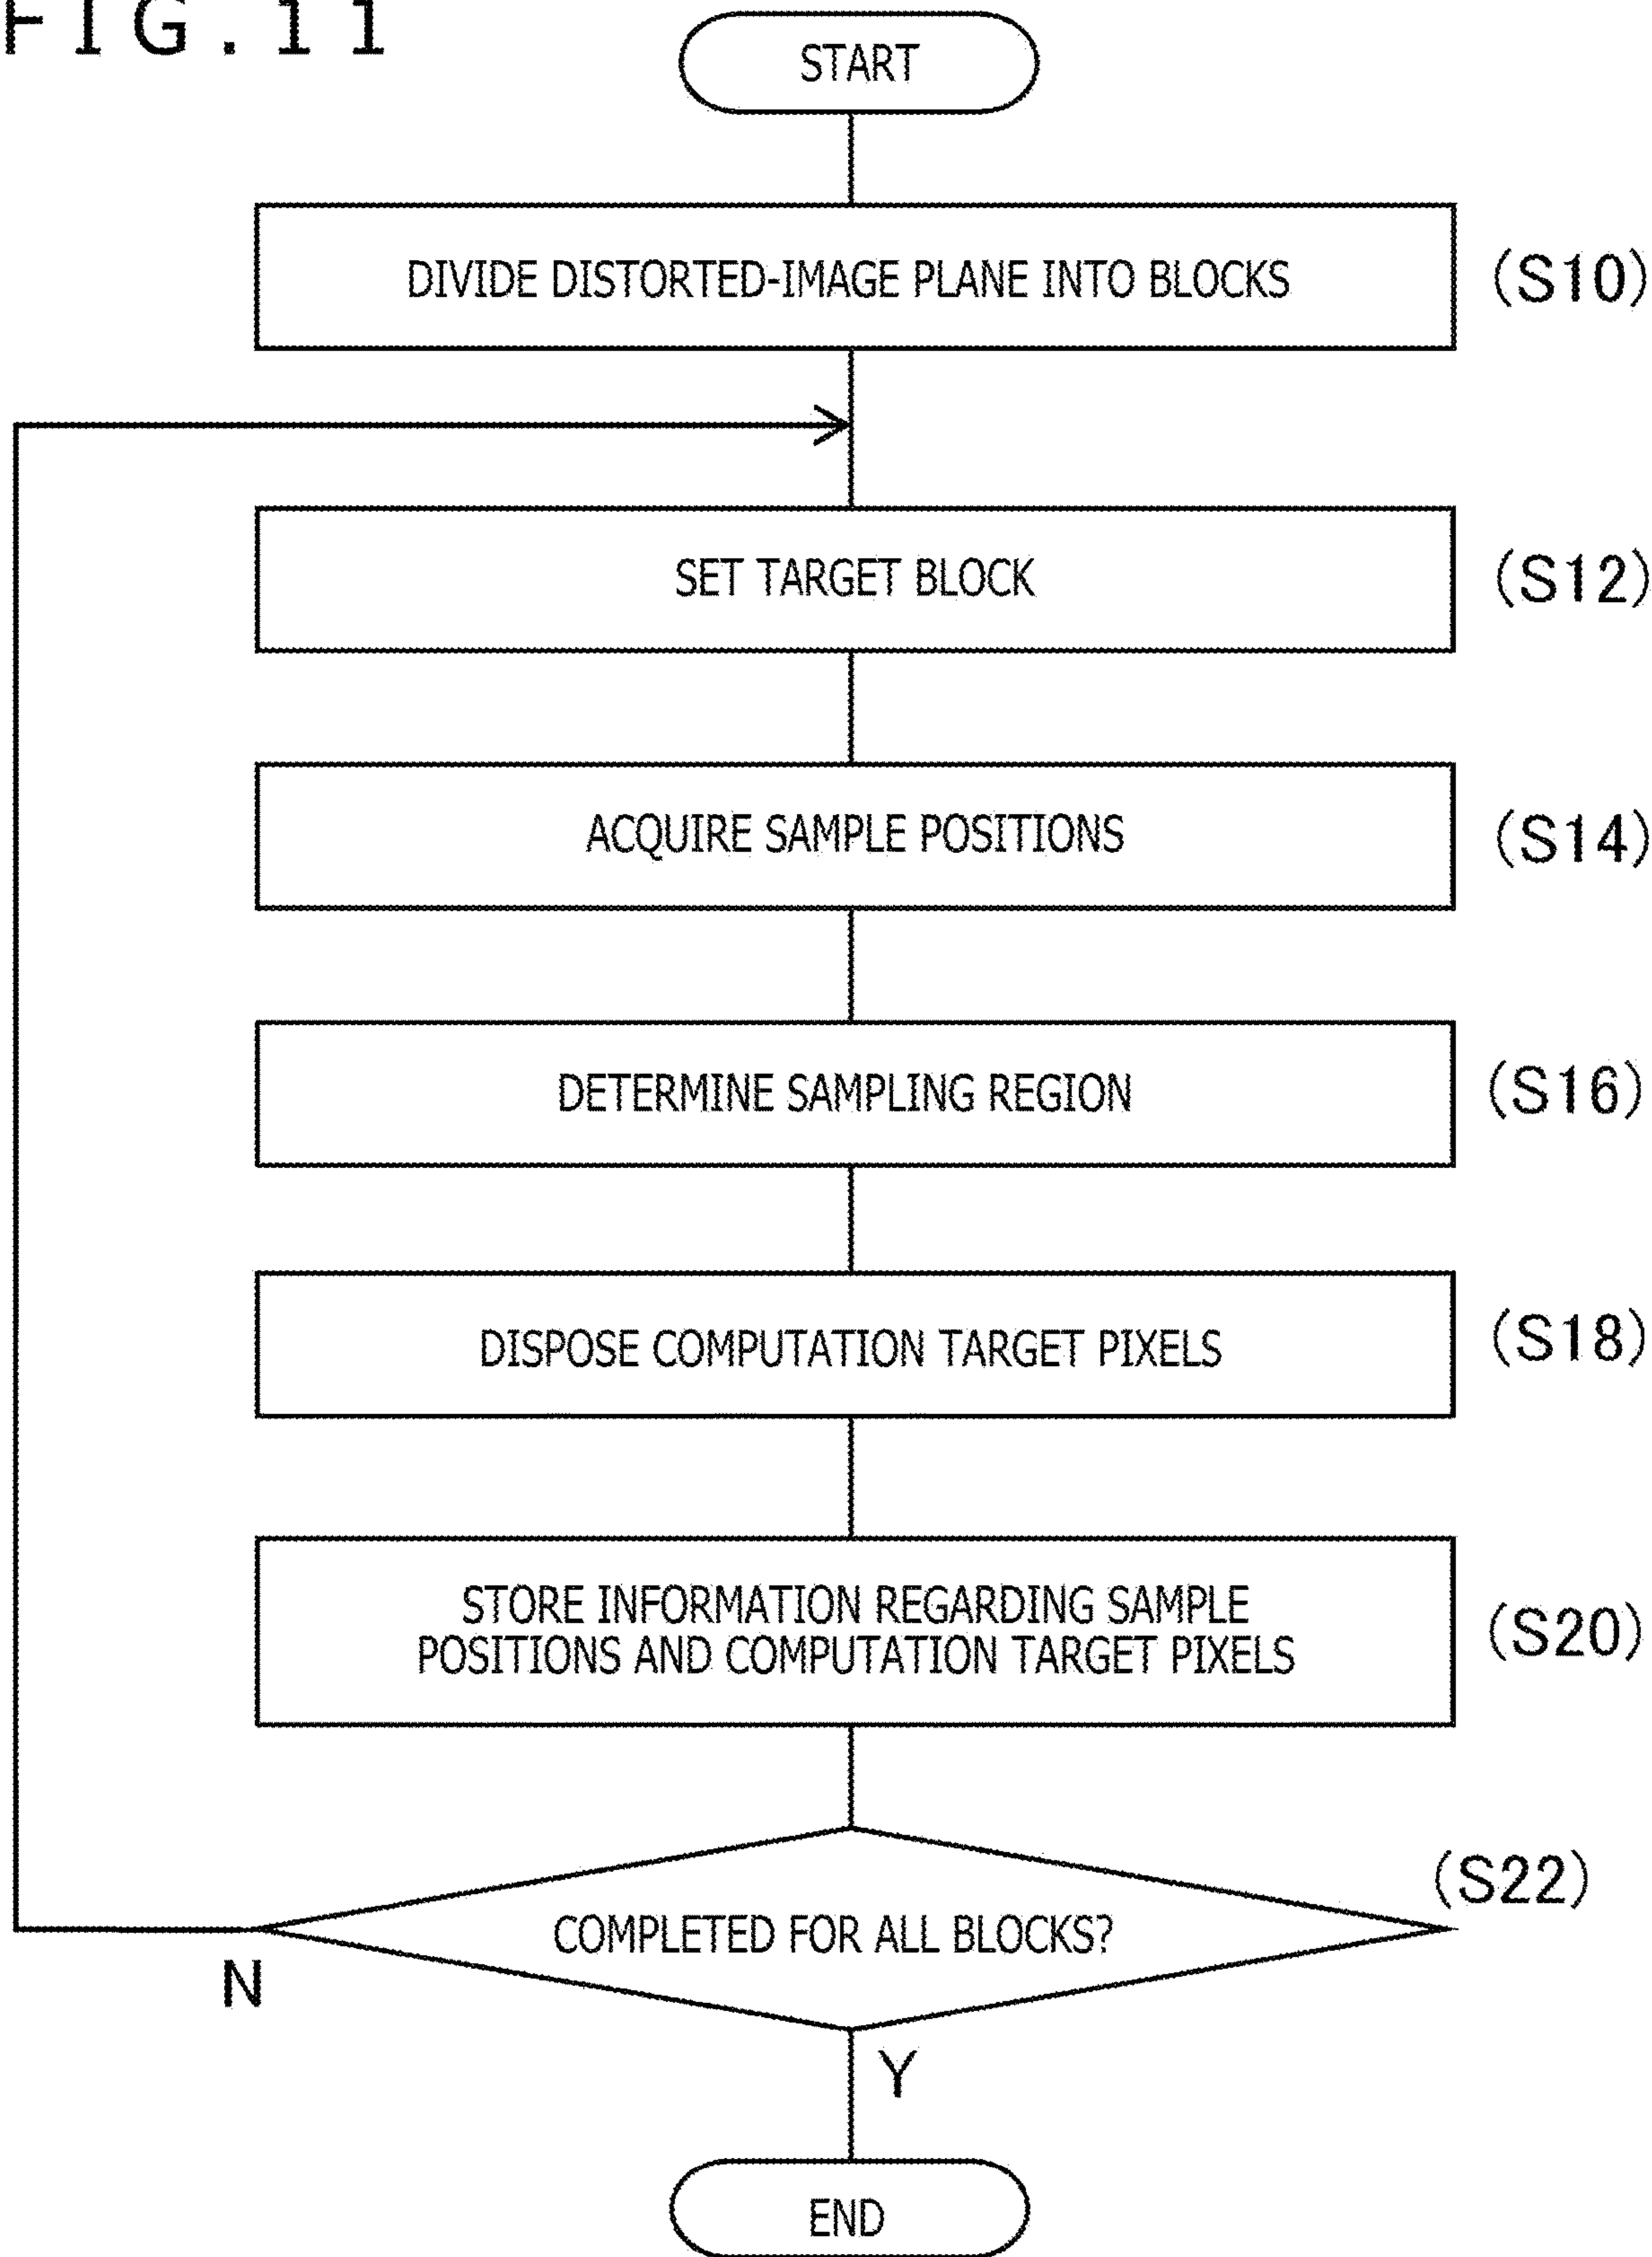 FIG.11
START
DIVIDE DISTORTED-IMAGE PLANE INTO BLOCKS
(S10)
SET TARGET BLOCK
(S12)
ACQUIRE SAMPLE POSITIONS
(S14)
DETERMINE SAMPLING REGION
(S16)
DISPOSE COMPUTATION TARGET PIXELS
(S18)
STORE INFORMATION REGARDING SAMPLE
POSITIONS AND COMPUTATION TARGET PIXELS
(S20)
COMPLETED FOR ALL BLOCKS?
(S22)
N
Y
END